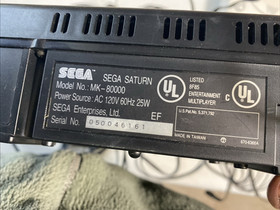 SEGA SEGA SATURN
Model No.: MK-80000
Power Source: AC 120V 60Hz 25W
SEGA Enterprises, Ltd. EF
Serial No.
UL
LISTED
6F85
ENTERTAINMENT
MULTIPLAYER
UL
MADE IN TAIWAN